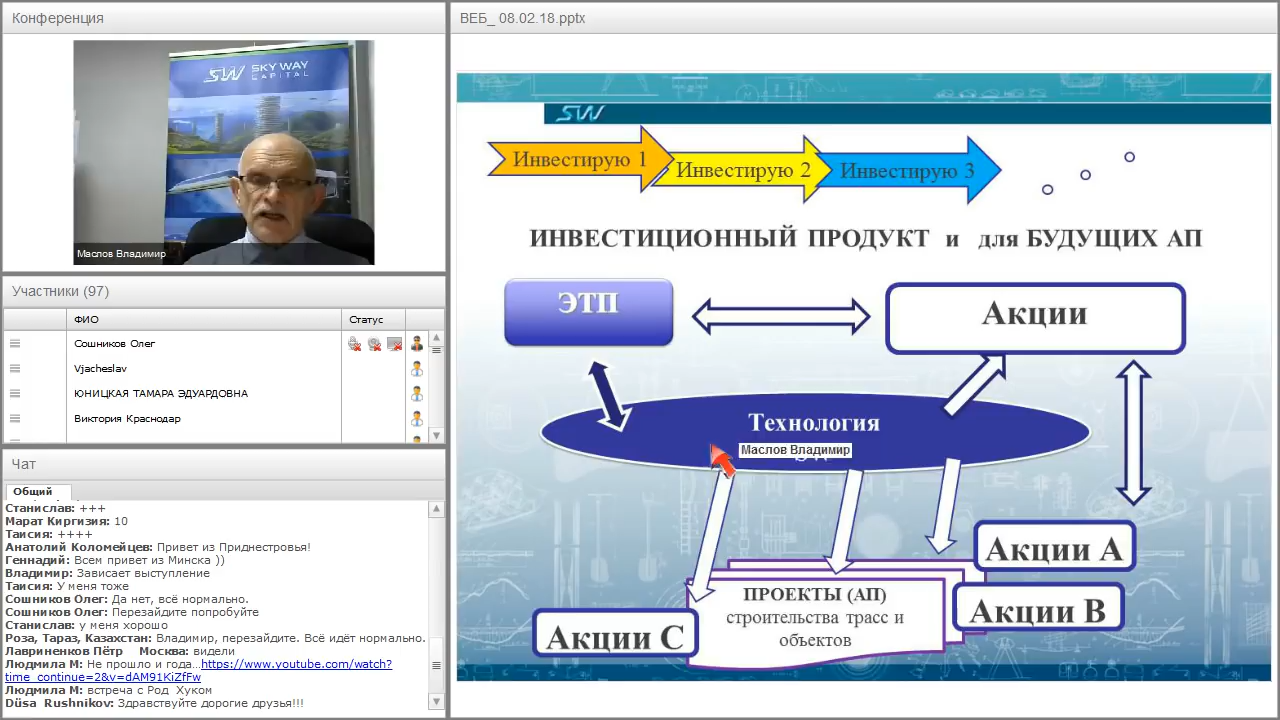 Конференция
SW SKY WAY
CAPITAL
Маслов Владимир
Участники (97)
ФИО
Статус
Сошников Олег
Vjacheslav
ЮНИЦКАЯ ТАМАРА ЭДУАРДОВНА
Виктория Краснодар
Чат
Общий
Станислав: +++
Марат Киргизия: 10
Таисия: ++++
Анатолий Коломейцев: Привет из Приднестровья!
Геннадий: Всем привет из Минска ))
Владимир: Зависает выступление
Таисия: У меня тоже
Сошников Олег: Да нет, всё нормально.
Сошников Олег: Перезайдите попробуйте
Станислав: у меня хорошо
Роза, Тараз, Казахстан: Владимир, перезайдите. Всё идёт нормально.
Лавриненков Пётр Москва: видели
Людмила М: Не прошло и года...https://www.youtube.com/watch?
time_continue=2&v=dAM91KiZfFw
Людмила М: встреча с Род Хуком
Düsa Rushnikov: Здравствуйте дорогие друзья!!!
ВЕБ_ 08.02.18.pptx
SW
Инвестирую 1
Инвестирую 2
Инвестирую 3
ИНВЕСТИЦИОННЫЙ ПРОДУКТ и для БУДУЩИХ АП
ЭТП
Акции
Технология
Маслов Владимир
Акции А
ПРОЕКТЫ (АП)
строительства трасс и
объектов
Акции В
Акции С